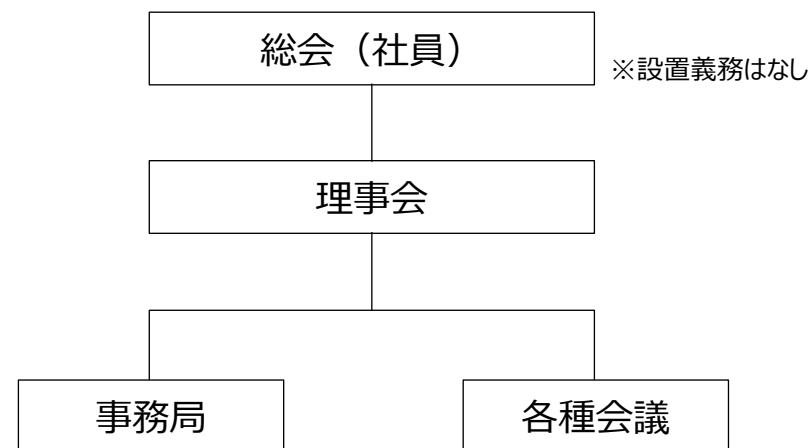 総会（社員）
※設置義務はなし
理事会
事務局
各種会議